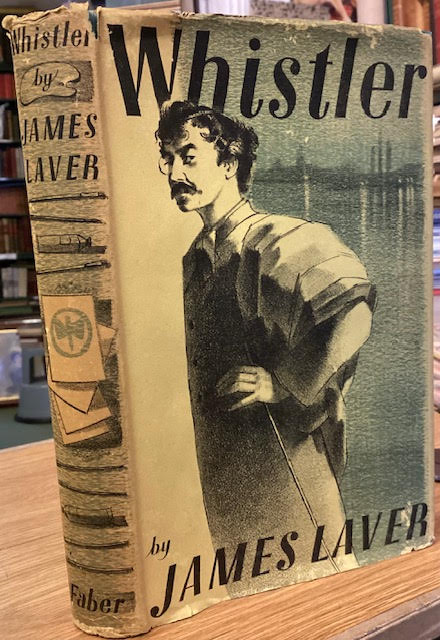 Whistler
by
JAMES
LAVER
Faber
Whistler
by
JAMES LAVER